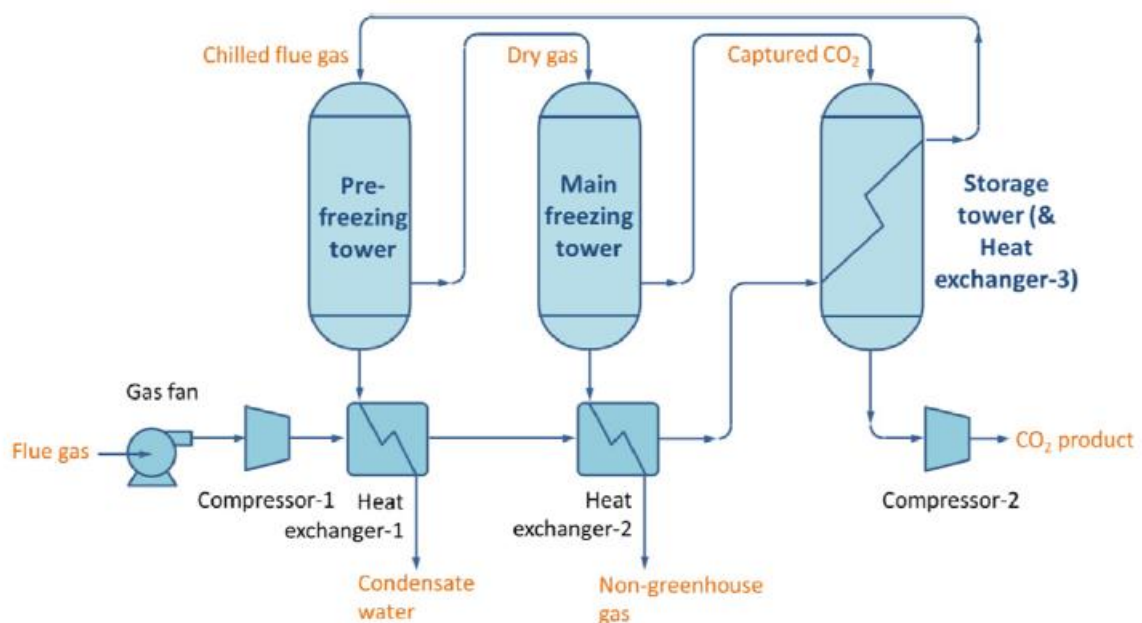 Chilled flue gas
Dry gas
Captured CO₂
Pre-
freezing
tower
Main
freezing
tower
Storage
tower (&
Heat
exchanger-3)
Gas fan
Flue gas
Compressor-1
Heat
exchanger-1
Heat
exchanger-2
Compressor-2
CO₂ product
Condensate
water
Non-greenhouse
gas